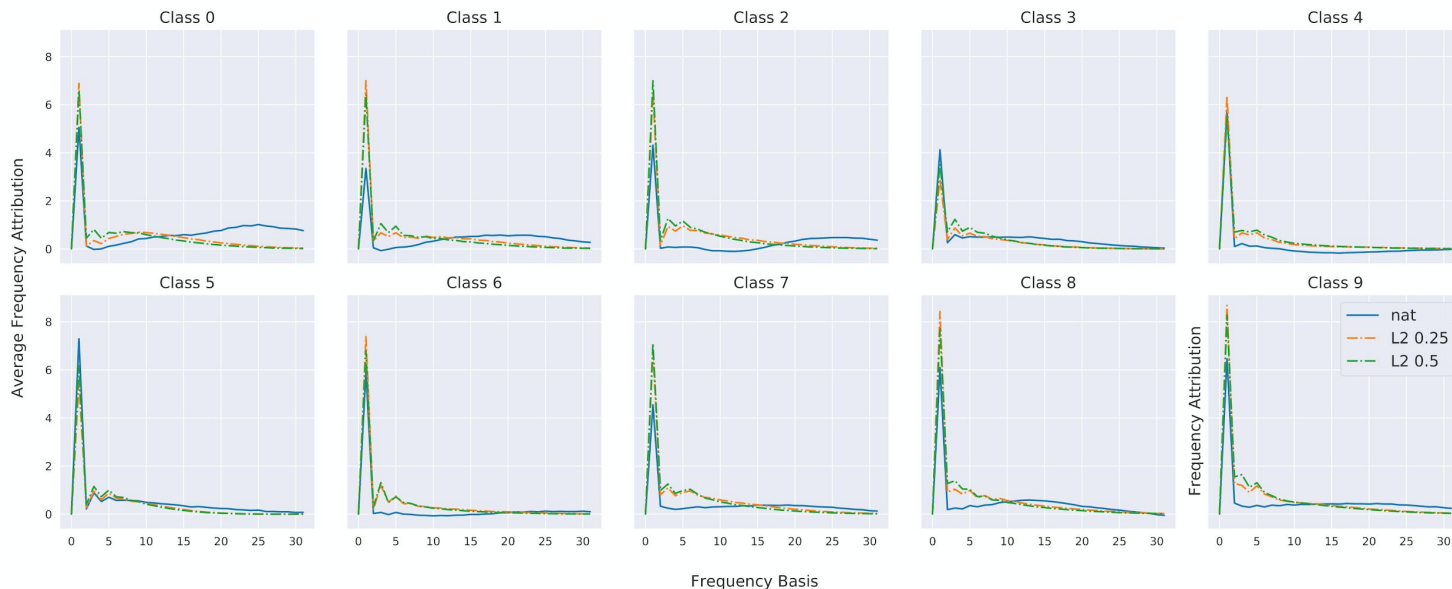 Class 0 Class 1 Class 2 Class 3 Class 4
8
6
4
2
0
Average Frequency Attribution
Class 5 Class 6 Class 7 Class 8 Class 9
8
6
4
2
0
Frequency Attribution
nat
L2 0.25
L2 0.5
0 5 10 15 20 25 30 0 5 10 15 20 25 30 0 5 10 15 20 25 30 0 5 10 15 20 25 30 0 5 10 15 20 25 30
Frequency Basis